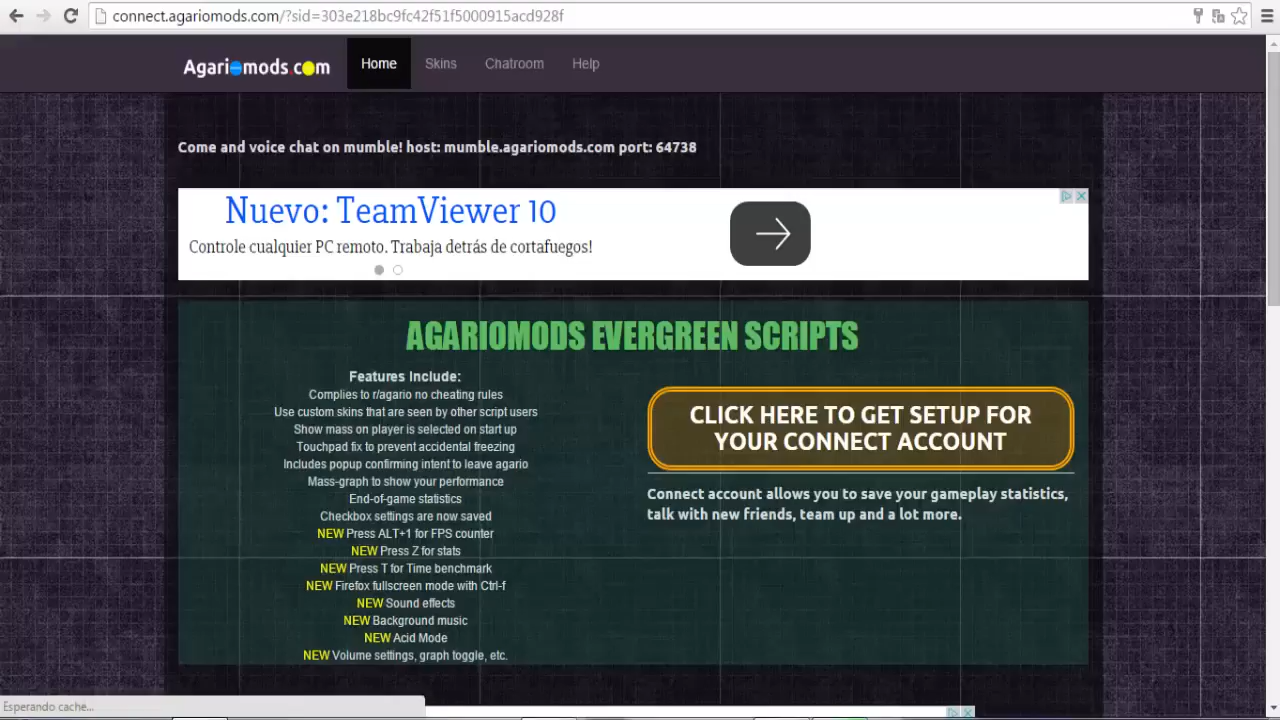 connect.agariomods.com/?sid=303e218bc9fc42f51f5000915acd928f
Agariomods.com Home Skins Chatroom Help
Come and voice chat on mumble! host: mumble.agariomods.com port: 64738
Nuevo: TeamViewer 10
Controle cualquier PC remoto. Trabaja detrás de cortafuegos!
AGARIOMODS EVERGREEN SCRIPTS
Features Include:
Complies to r/agario no cheating rules
Use custom skins that are seen by other script users
Show mass on player is selected on start up
Touchpad fix to prevent accidental freezing
Includes popup confirming intent to leave agario
Mass-graph to show your performance
End-of-game statistics
Checkbox settings are now saved
NEW Press ALT+1 for FPS counter
NEW Press Z for stats
NEW Press T for Time benchmark
NEW Firefox fullscreen mode with Ctrl-f
NEW Sound effects
NEW Background music
NEW Acid Mode
NEW Volume settings, graph toggle, etc.
CLICK HERE TO GET SETUP FOR
YOUR CONNECT ACCOUNT
Connect account allows you to save your gameplay statistics,
talk with new friends, team up and a lot more.
Esperando cache...